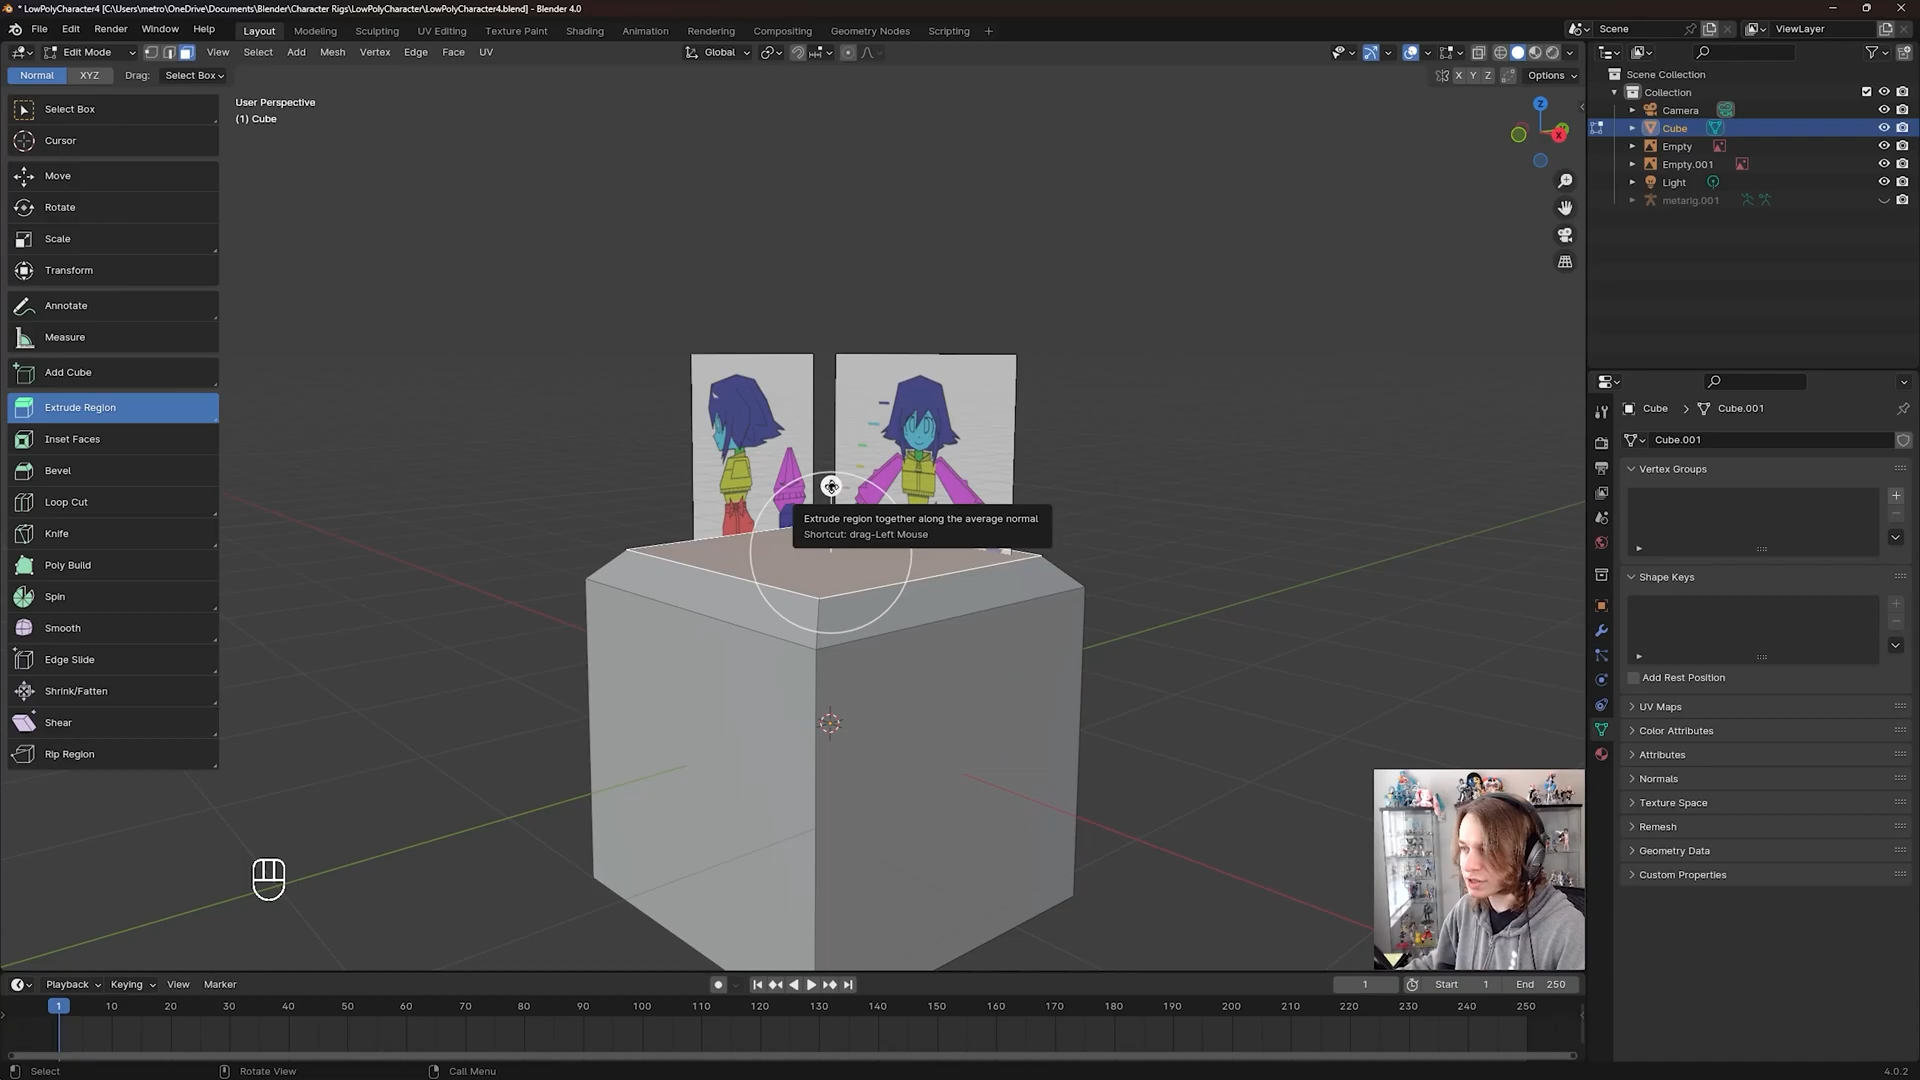 * LowPolyCharacter4 [C:\Users\metro\OneDrive\Documents\Blender\Character Rigs\LowPolyCharacter\LowPolyCharacter4.blend] - Blender 4.0
File Edit Render Window Help Layout Modeling Sculpting UV Editing Texture Paint Shading Animation Rendering Compositing Geometry Nodes Scripting + Scene ViewLayer
Edit Mode View Select Add Mesh Vertex Edge Face UV Global
Normal XYZ Drag: Select Box X Y Z Options
Select Box
Cursor
Move
Rotate
Scale
Transform
Annotate
Measure
Add Cube
Extrude Region
Inset Faces
Bevel
Loop Cut
Knife
Poly Build
Spin
Smooth
Edge Slide
Shrink/Fatten
Shear
Rip Region
User Perspective
(1) Cube
Z
X
Extrude region together along the average normal
Shortcut: drag-Left Mouse
Scene Collection
Collection
Camera
Cube
Empty
Empty.001
Light
metarig.001
Cube > Cube.001
Cube.001
Vertex Groups
Shape Keys
Add Rest Position
UV Maps
Color Attributes
Attributes
Normals
Texture Space
Remesh
Geometry Data
Custom Properties
Playback Keying View Marker 1 Start 1 End 250
1 10 20 30 40 50 60 70 80 90 100 110 120 130 140 150 160 170 180 190 200 210 220 230 240 250
Select Rotate View Call Menu 4.0.2